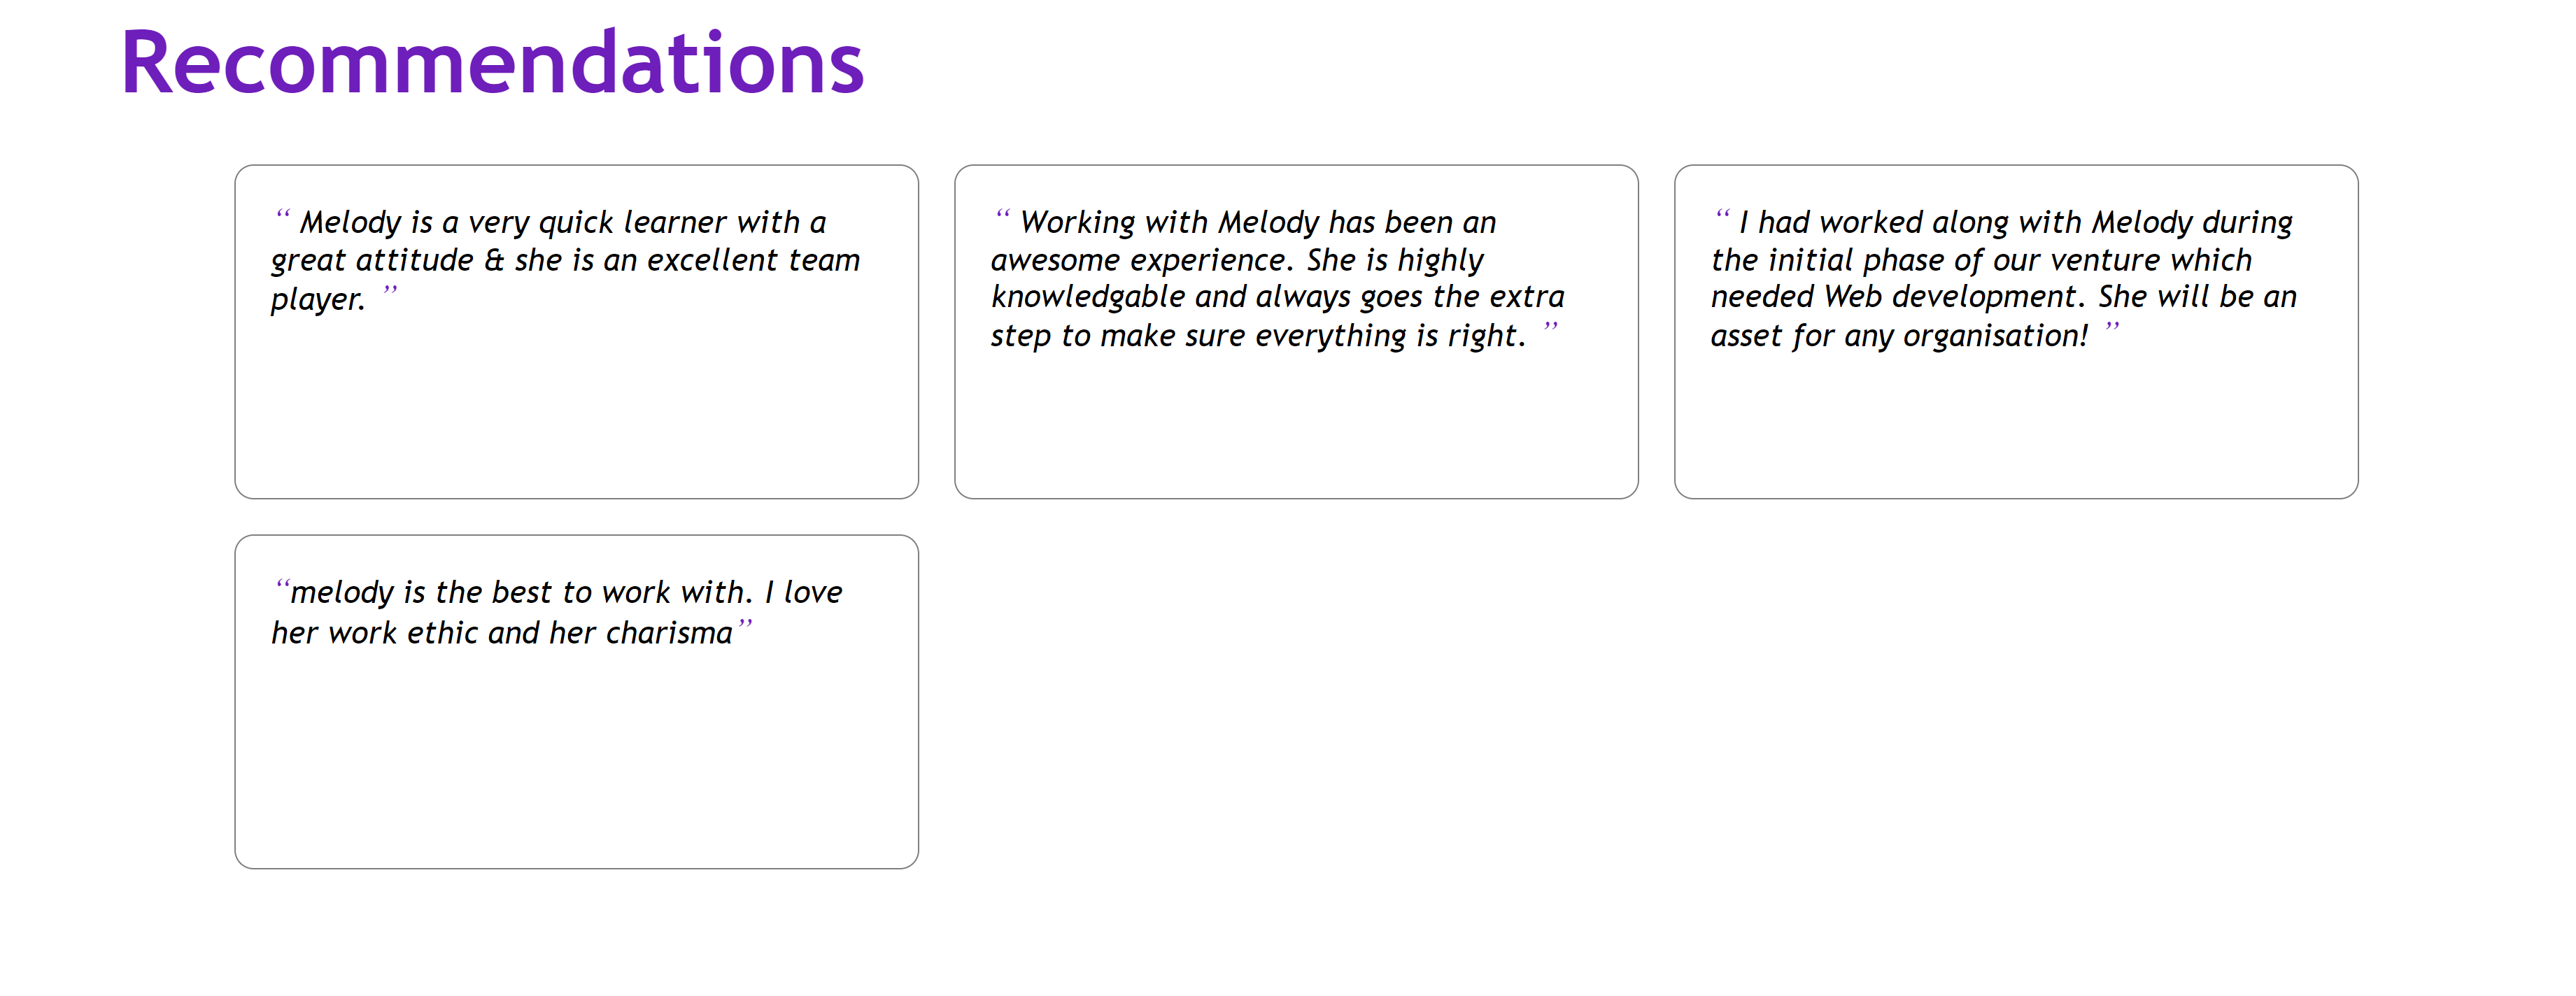 Recommendations
“ Melody is a very quick learner with a
great attitude & she is an excellent team
player. ”
“ Working with Melody has been an
awesome experience. She is highly
knowledgable and always goes the extra
step to make sure everything is right. ”
“ I had worked along with Melody during
the initial phase of our venture which
needed Web development. She will be an
asset for any organisation! ”
“melody is the best to work with. I love
her work ethic and her charisma”